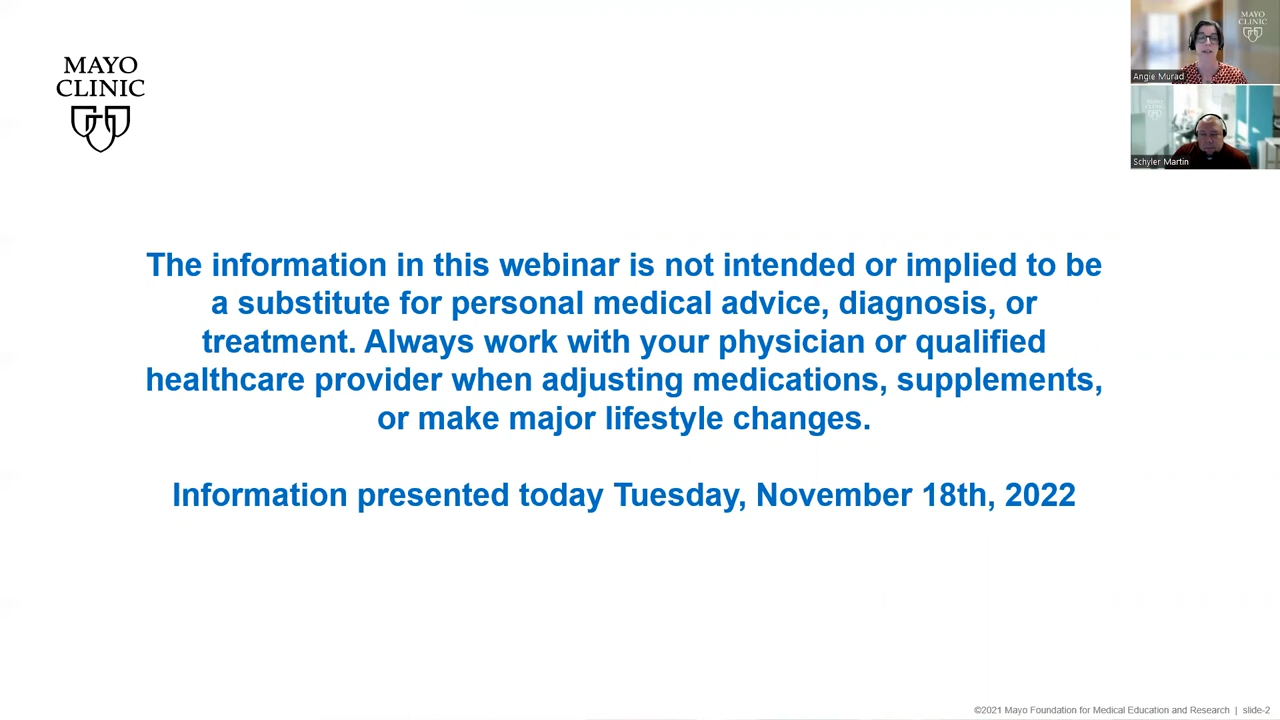 MAYO
CLINIC
MAYO
CLINIC
Angie Murad
MAYO
Schyler Martin
The information in this webinar is not intended or implied to be
a substitute for personal medical advice, diagnosis, or
treatment. Always work with your physician or qualified
healthcare provider when adjusting medications, supplements,
or make major lifestyle changes.
Information presented today Tuesday, November 18th, 2022
©2021 Mayo Foundation for Medical Education and Research | slide-2